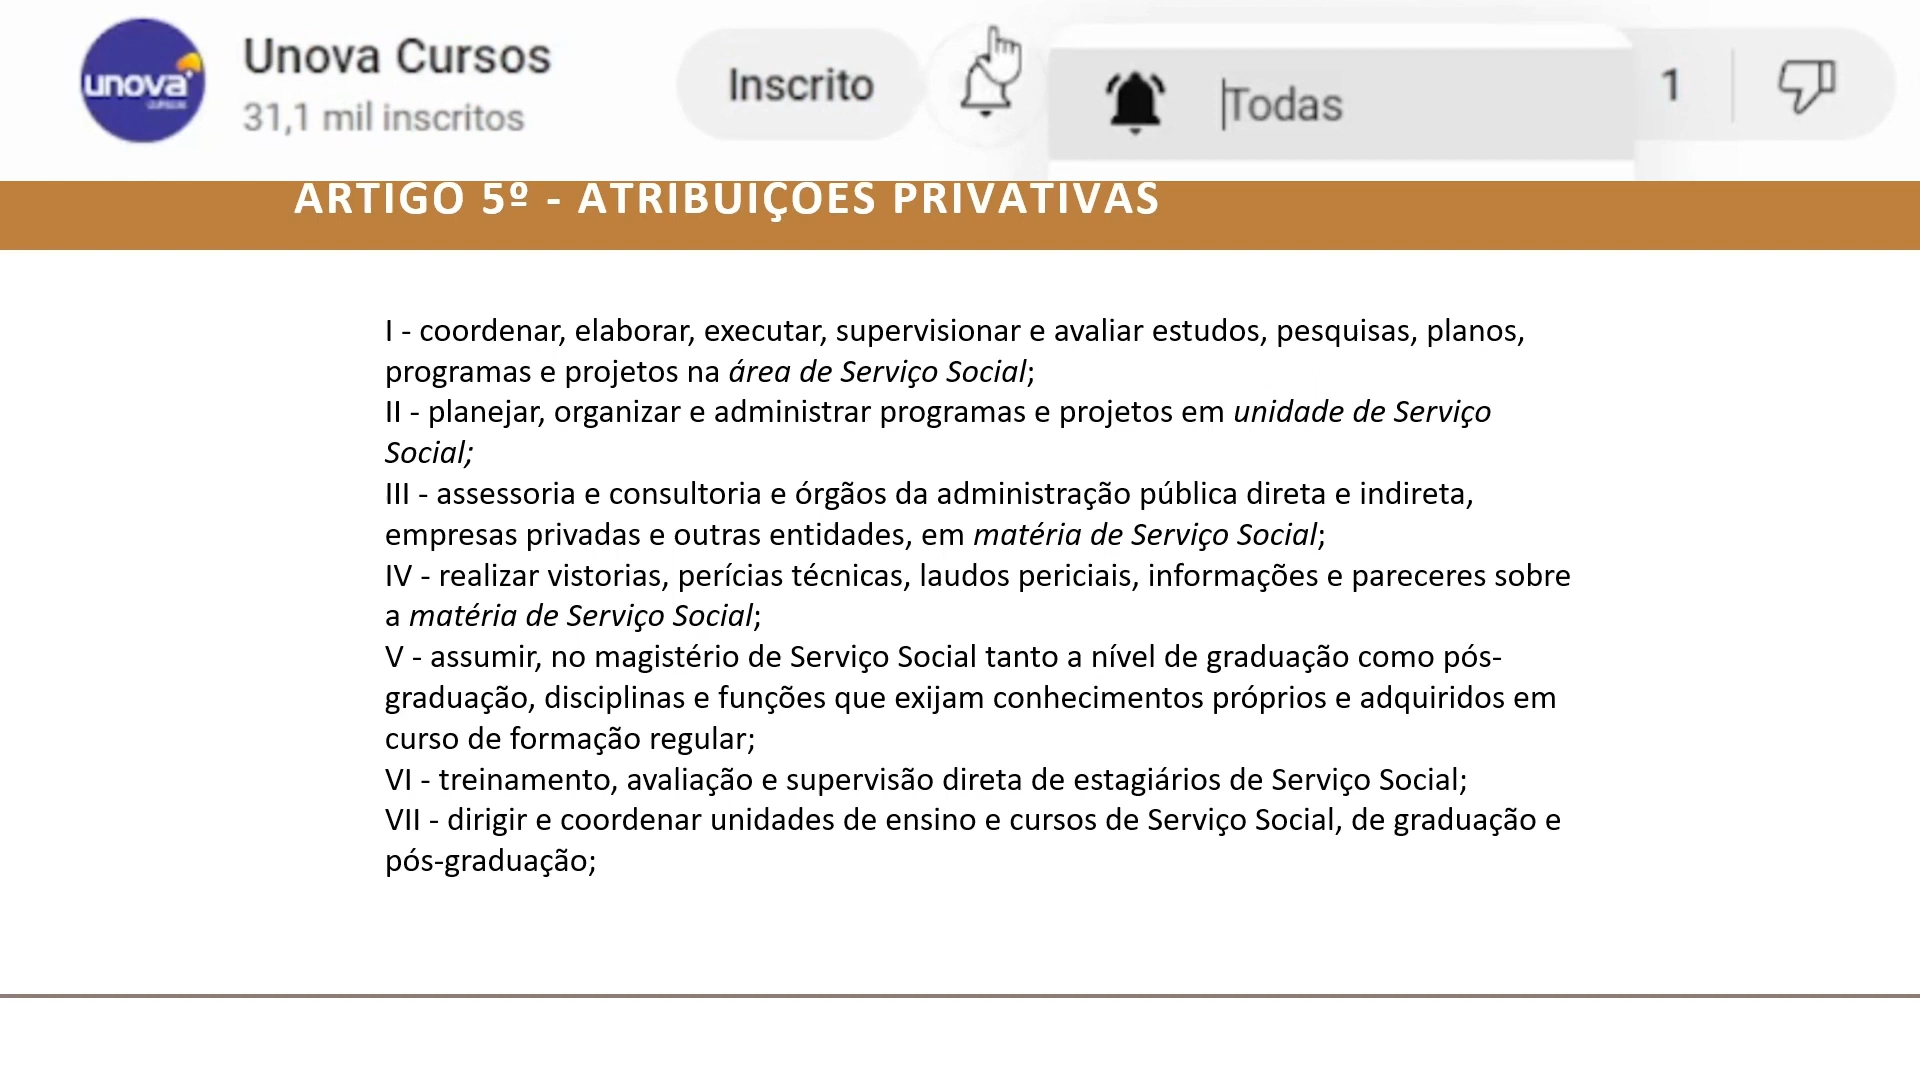 unova
cursos
Unova Cursos
31,1 mil inscritos
Inscrito
Todas
1
ARTIGO 5º - ATRIBUIÇÕES PRIVATIVAS
I - coordenar, elaborar, executar, supervisionar e avaliar estudos, pesquisas, planos,
programas e projetos na área de Serviço Social;
II - planejar, organizar e administrar programas e projetos em unidade de Serviço
Social;
III - assessoria e consultoria e órgãos da administração pública direta e indireta,
empresas privadas e outras entidades, em matéria de Serviço Social;
IV - realizar vistorias, perícias técnicas, laudos periciais, informações e pareceres sobre
a matéria de Serviço Social;
V - assumir, no magistério de Serviço Social tanto a nível de graduação como pós-
graduação, disciplinas e funções que exijam conhecimentos próprios e adquiridos em
curso de formação regular;
VI - treinamento, avaliação e supervisão direta de estagiários de Serviço Social;
VII - dirigir e coordenar unidades de ensino e cursos de Serviço Social, de graduação e
pós-graduação;